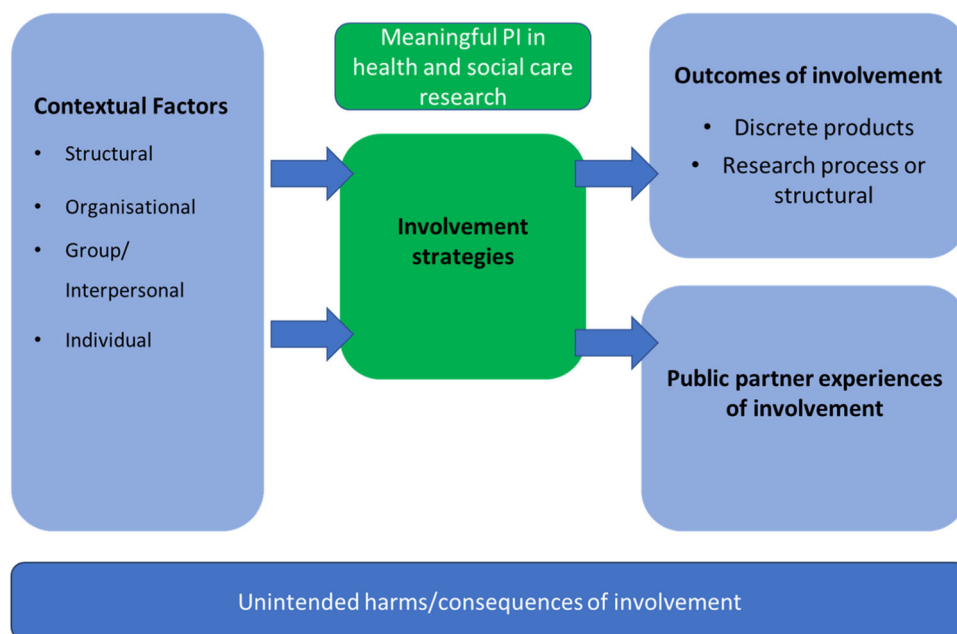 Contextual Factors
• Structural
• Organisational
• Group/
Interpersonal
• Individual
Meaningful PI in
health and social care
research
Involvement
strategies
Outcomes of involvement
• Discrete products
• Research process or
structural
Public partner experiences
of involvement
Unintended harms/consequences of involvement